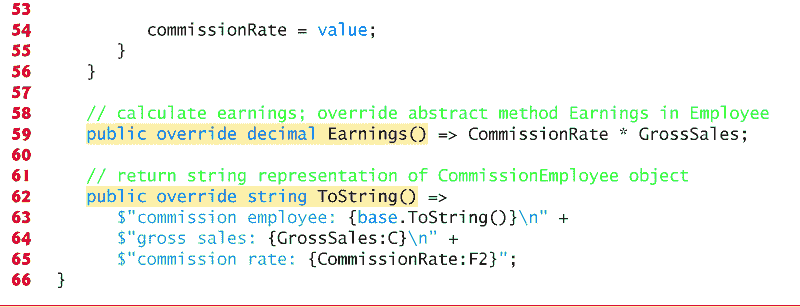 53
54 commissionRate = value;
55 }
56 }
57
58 // calculate earnings; override abstract method Earnings in Employee
59 public override decimal Earnings() => CommissionRate * GrossSales;
60
61 // return string representation of CommissionEmployee object
62 public override string ToString() =>
63 $"commission employee: {base.ToString()}\n" +
64 $"gross sales: {GrossSales:C}\n" +
65 $"commission rate: {CommissionRate:F2}";
66 }